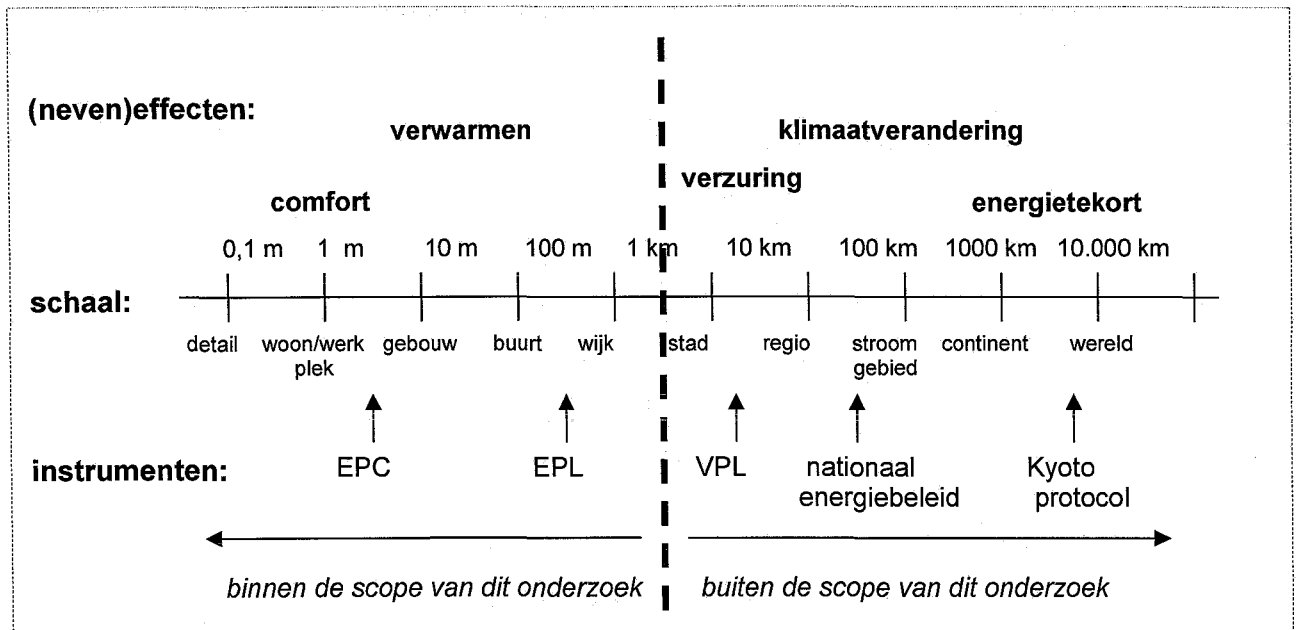 (neven)effecten:
verwarmen klimaatverandering
verzuring
comfort energietekort
0,1 m 1 m 10 m 100 m 1 km 10 km 100 km 1000 km 10.000 km
schaal:
detail woon/werk gebouw buurt wijk stad regio stroom continent wereld
plek gebied
instrumenten: EPC EPL VPL nationaal Kyoto
energiebeleid protocol
binnen de scope van dit onderzoek buiten de scope van dit onderzoek